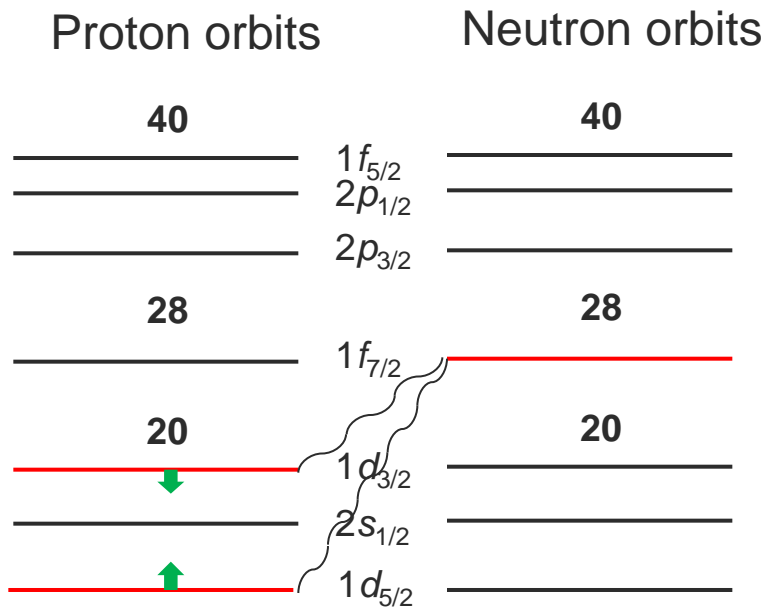 Proton orbits Neutron orbits
40 40
1f5/2
2p1/2
2p3/2
28 28
1f7/2
20 20
1d3/2
2s1/2
1d5/2